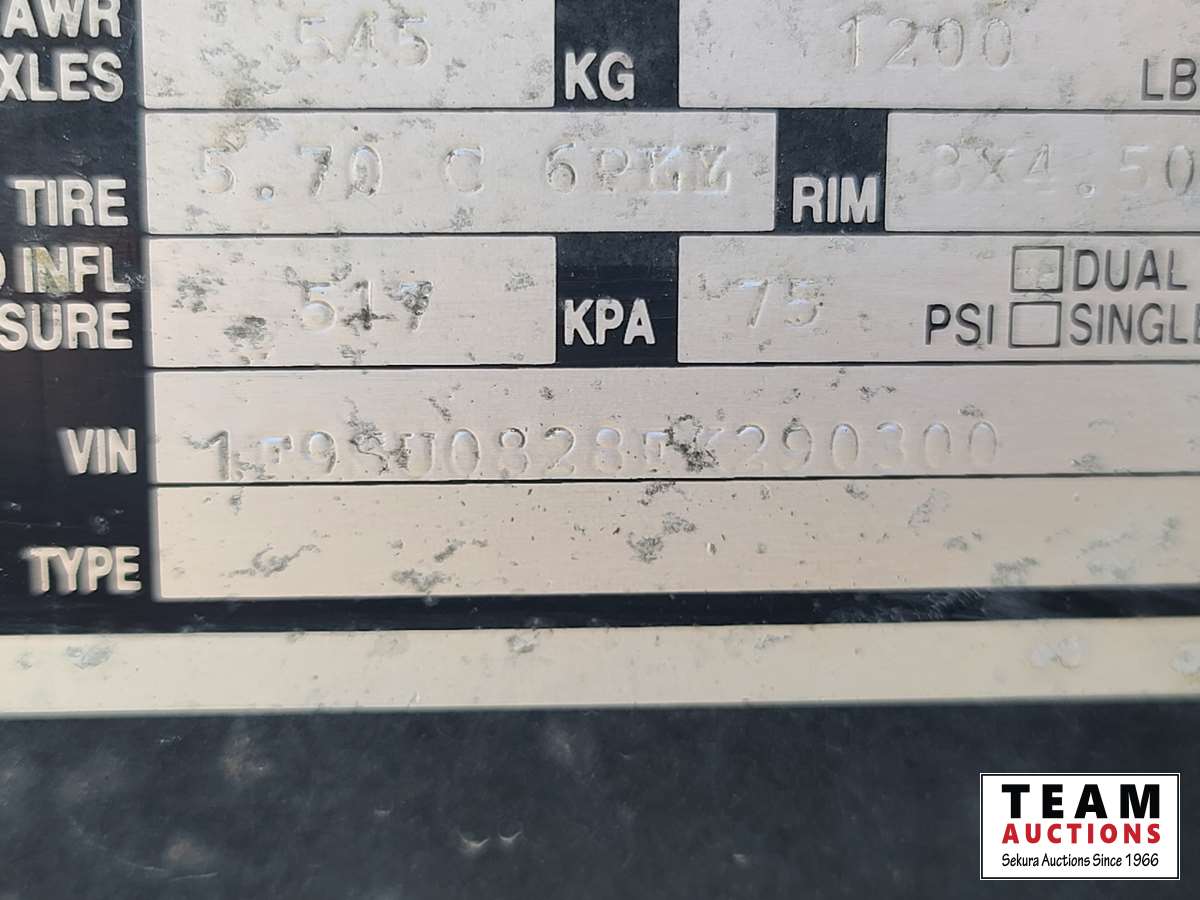 AWR 545 KG 1200 LB
XLES
TIRE 5.70 C 6PLY RIM 8X4.50
INFL 517 KPA 75 PSI DUAL
SURE SINGLE
VIN 1F9SU0828FK290300
TYPE
TEAM
AUCTIONS
Sekura Auctions Since 1966